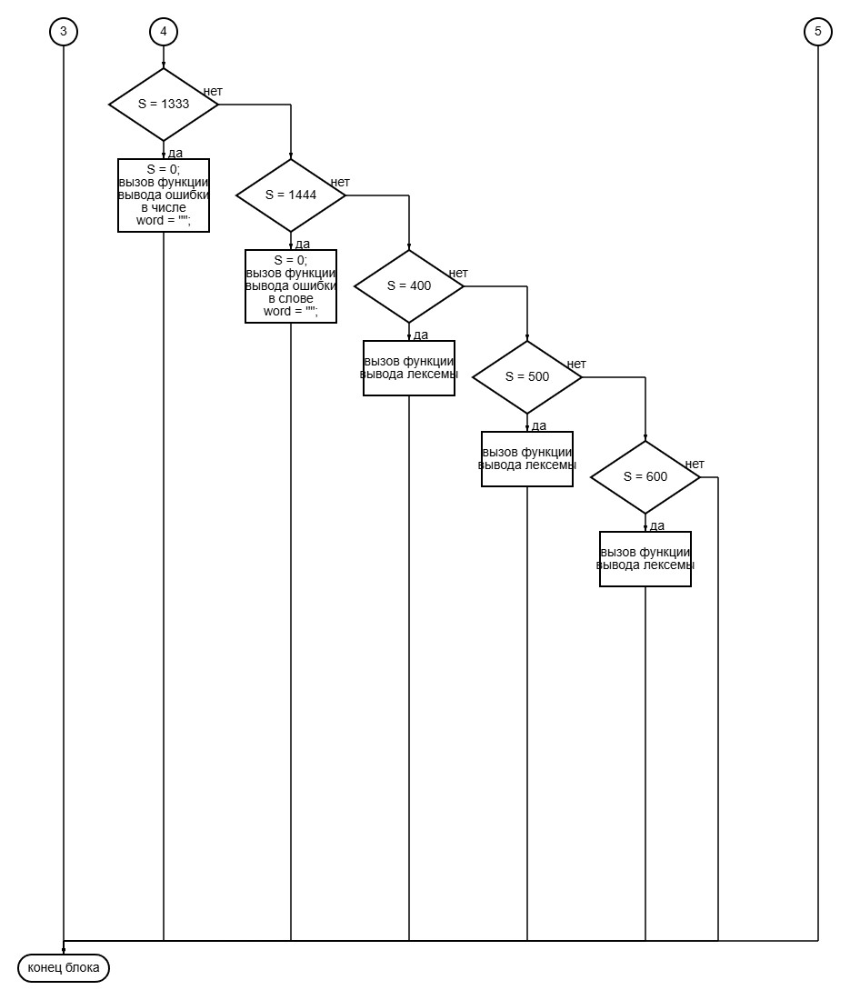 3
4
5
S = 1333
нет
да
S = 0;
вызов функции
вывода ошибки
в числе
word = "";
S = 1444
нет
да
S = 0;
вызов функции
вывода ошибки
в слове
word = "";
S = 400
нет
да
вызов функции
вывода лексемы
S = 500
нет
да
вызов функции
вывода лексемы
S = 600
нет
да
вызов функции
вывода лексемы
конец блока